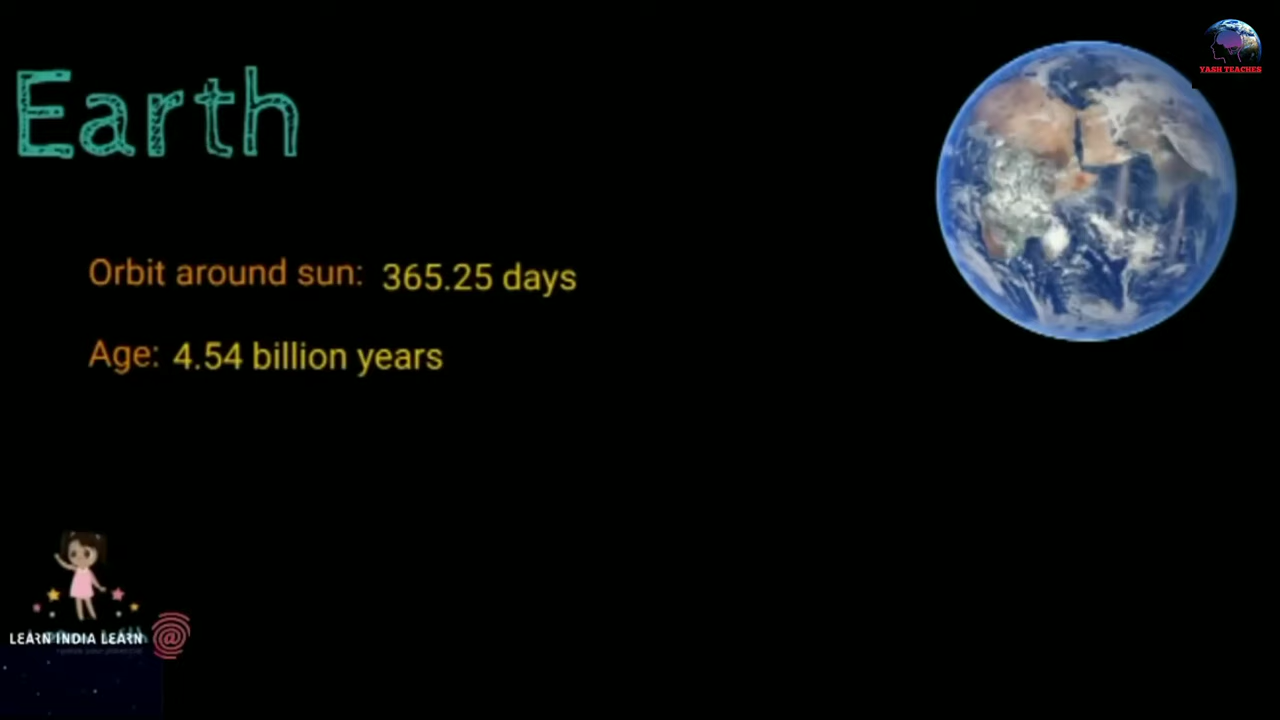 Earth
YASH TEACHES
Orbit around sun: 365.25 days
Age: 4.54 billion years
LEARN INDIA LEARN
@